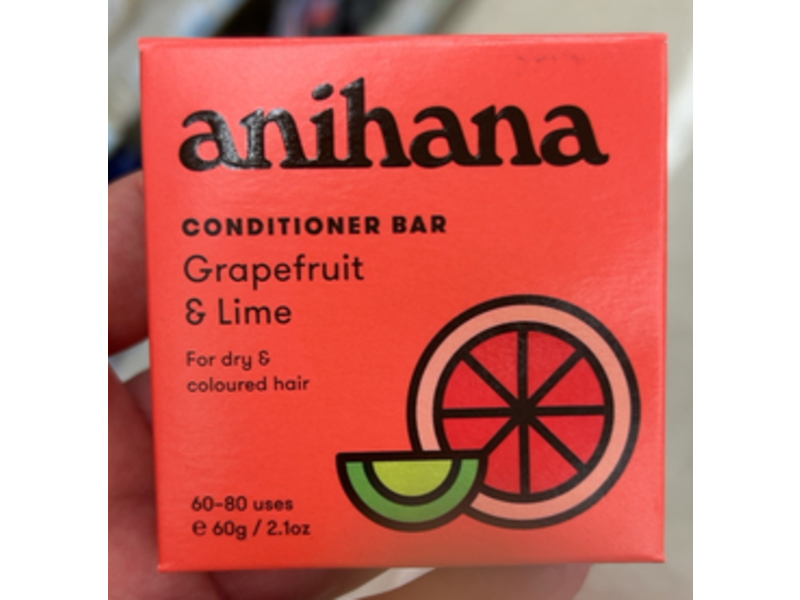 anihana
CONDITIONER BAR
Grapefruit
& Lime
For dry &
coloured hair
60-80 uses
℮ 60g / 2.1oz